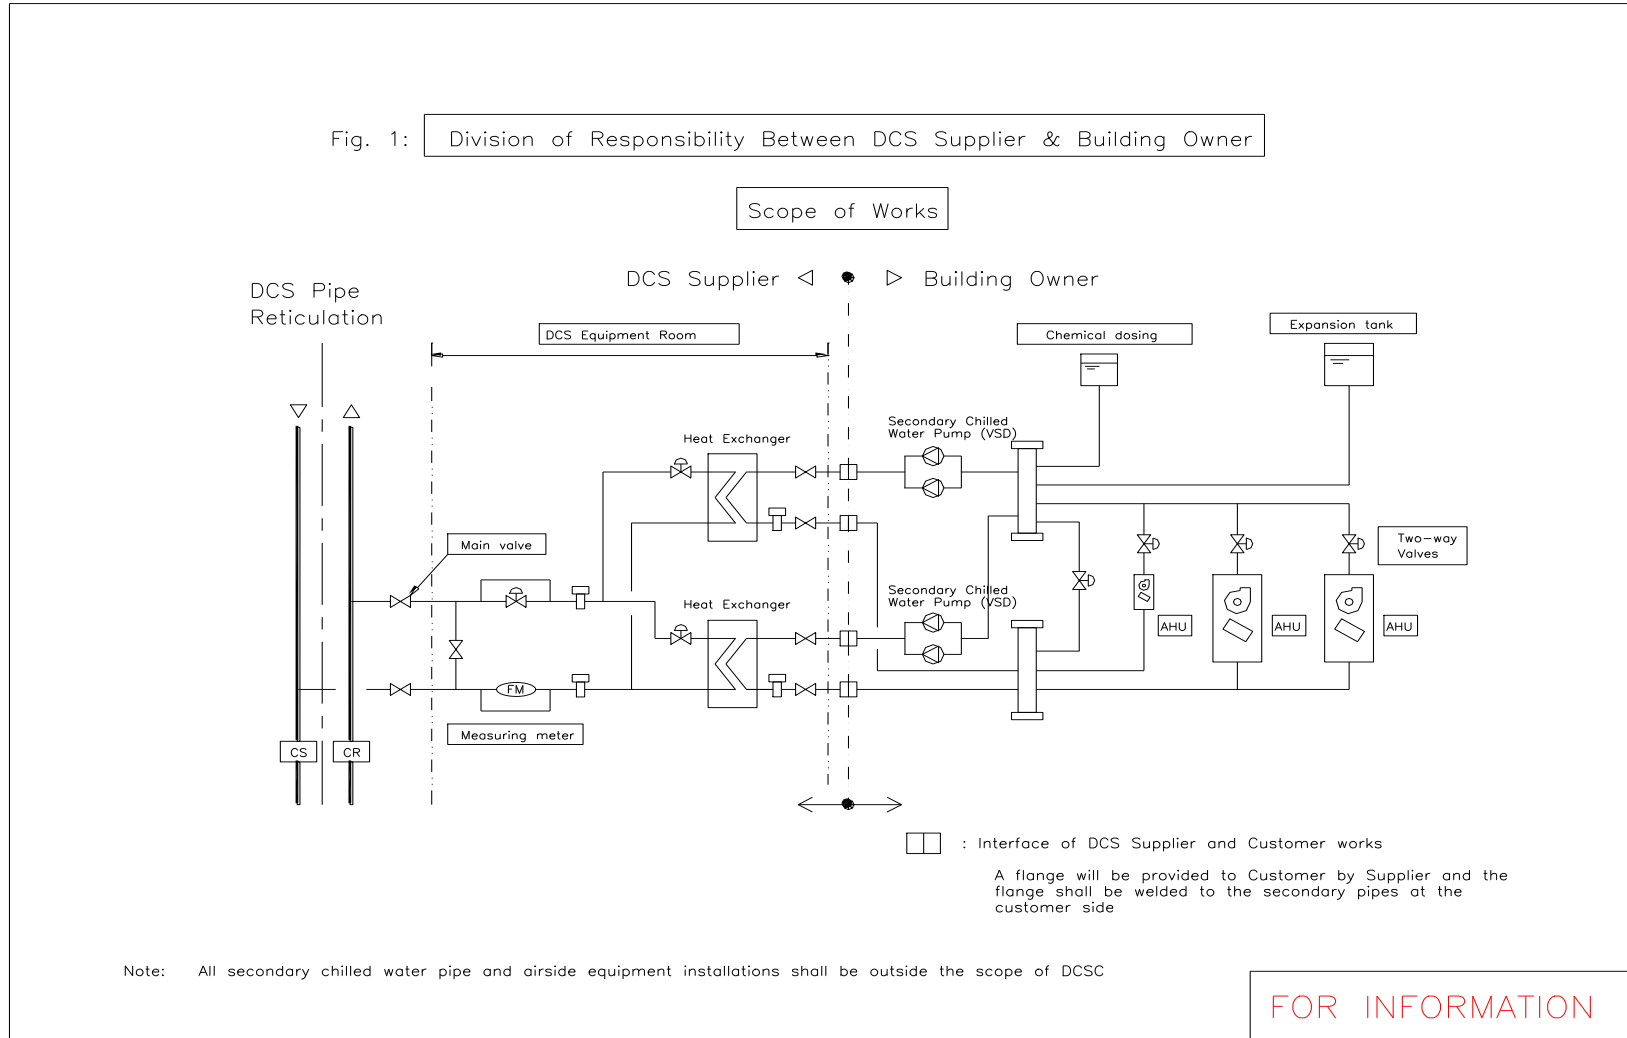 Fig. 1: Division of Responsibility Between DCS Supplier & Building Owner
Scope of Works
DCS Supplier
Building Owner
DCS Pipe
Reticulation
DCS Equipment Room
Chemical dosing
Expansion tank
Secondary Chilled
Water Pump (VSD)
Heat Exchanger
Main valve
Two-way
Valves
Secondary Chilled
Water Pump (VSD)
Heat Exchanger
AHU
AHU
AHU
FM
Measuring meter
CS
CR
: Interface of DCS Supplier and Customer works
A flange will be provided to Customer by Supplier and the
flange shall be welded to the secondary pipes at the
customer side
Note: All secondary chilled water pipe and airside equipment installations shall be outside the scope of DCSC
FOR INFORMATION